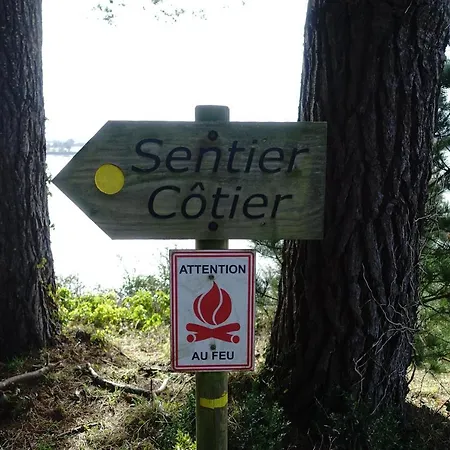 Sentier
Côtier
ATTENTION
AU FEU